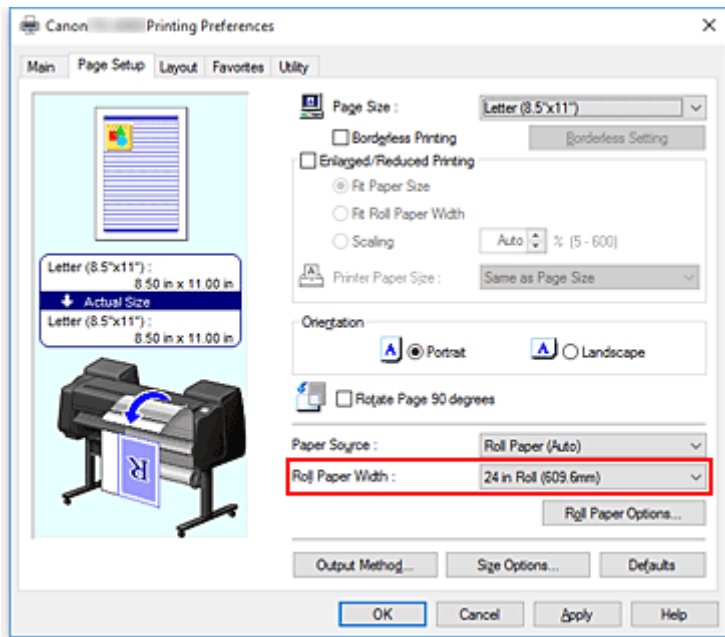 Canon Printing Preferences
Main Page Setup Layout Favorites Utility
Page Size : Letter (8.5"x11")
Borderless Printing Borderless Setting
Enlarged/Reduced Printing
Fit Paper Size
Fit Roll Paper Width
Scaling Auto % (5 - 600)
Printer Paper Size : Same as Page Size
Letter (8.5"x11") :
8.50 in x 11.00 in
Actual Size
Letter (8.5"x11") :
8.50 in x 11.00 in
Orientation
A Portrait A Landscape
Rotate Page 90 degrees
R
Paper Source : Roll Paper (Auto)
Roll Paper Width : 24 in Roll (609.6mm)
Roll Paper Options...
Output Method... Size Options... Defaults
OK Cancel Apply Help